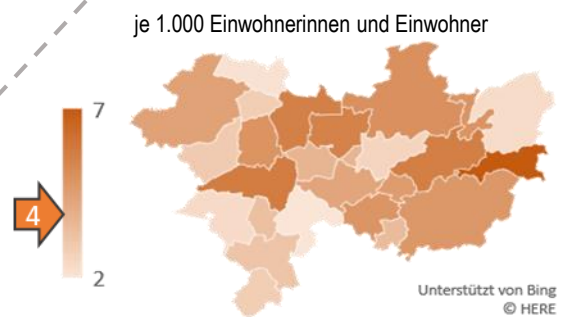 je 1.000 Einwohnerinnen und Einwohner
7
4
2
Unterstützt von Bing
© HERE